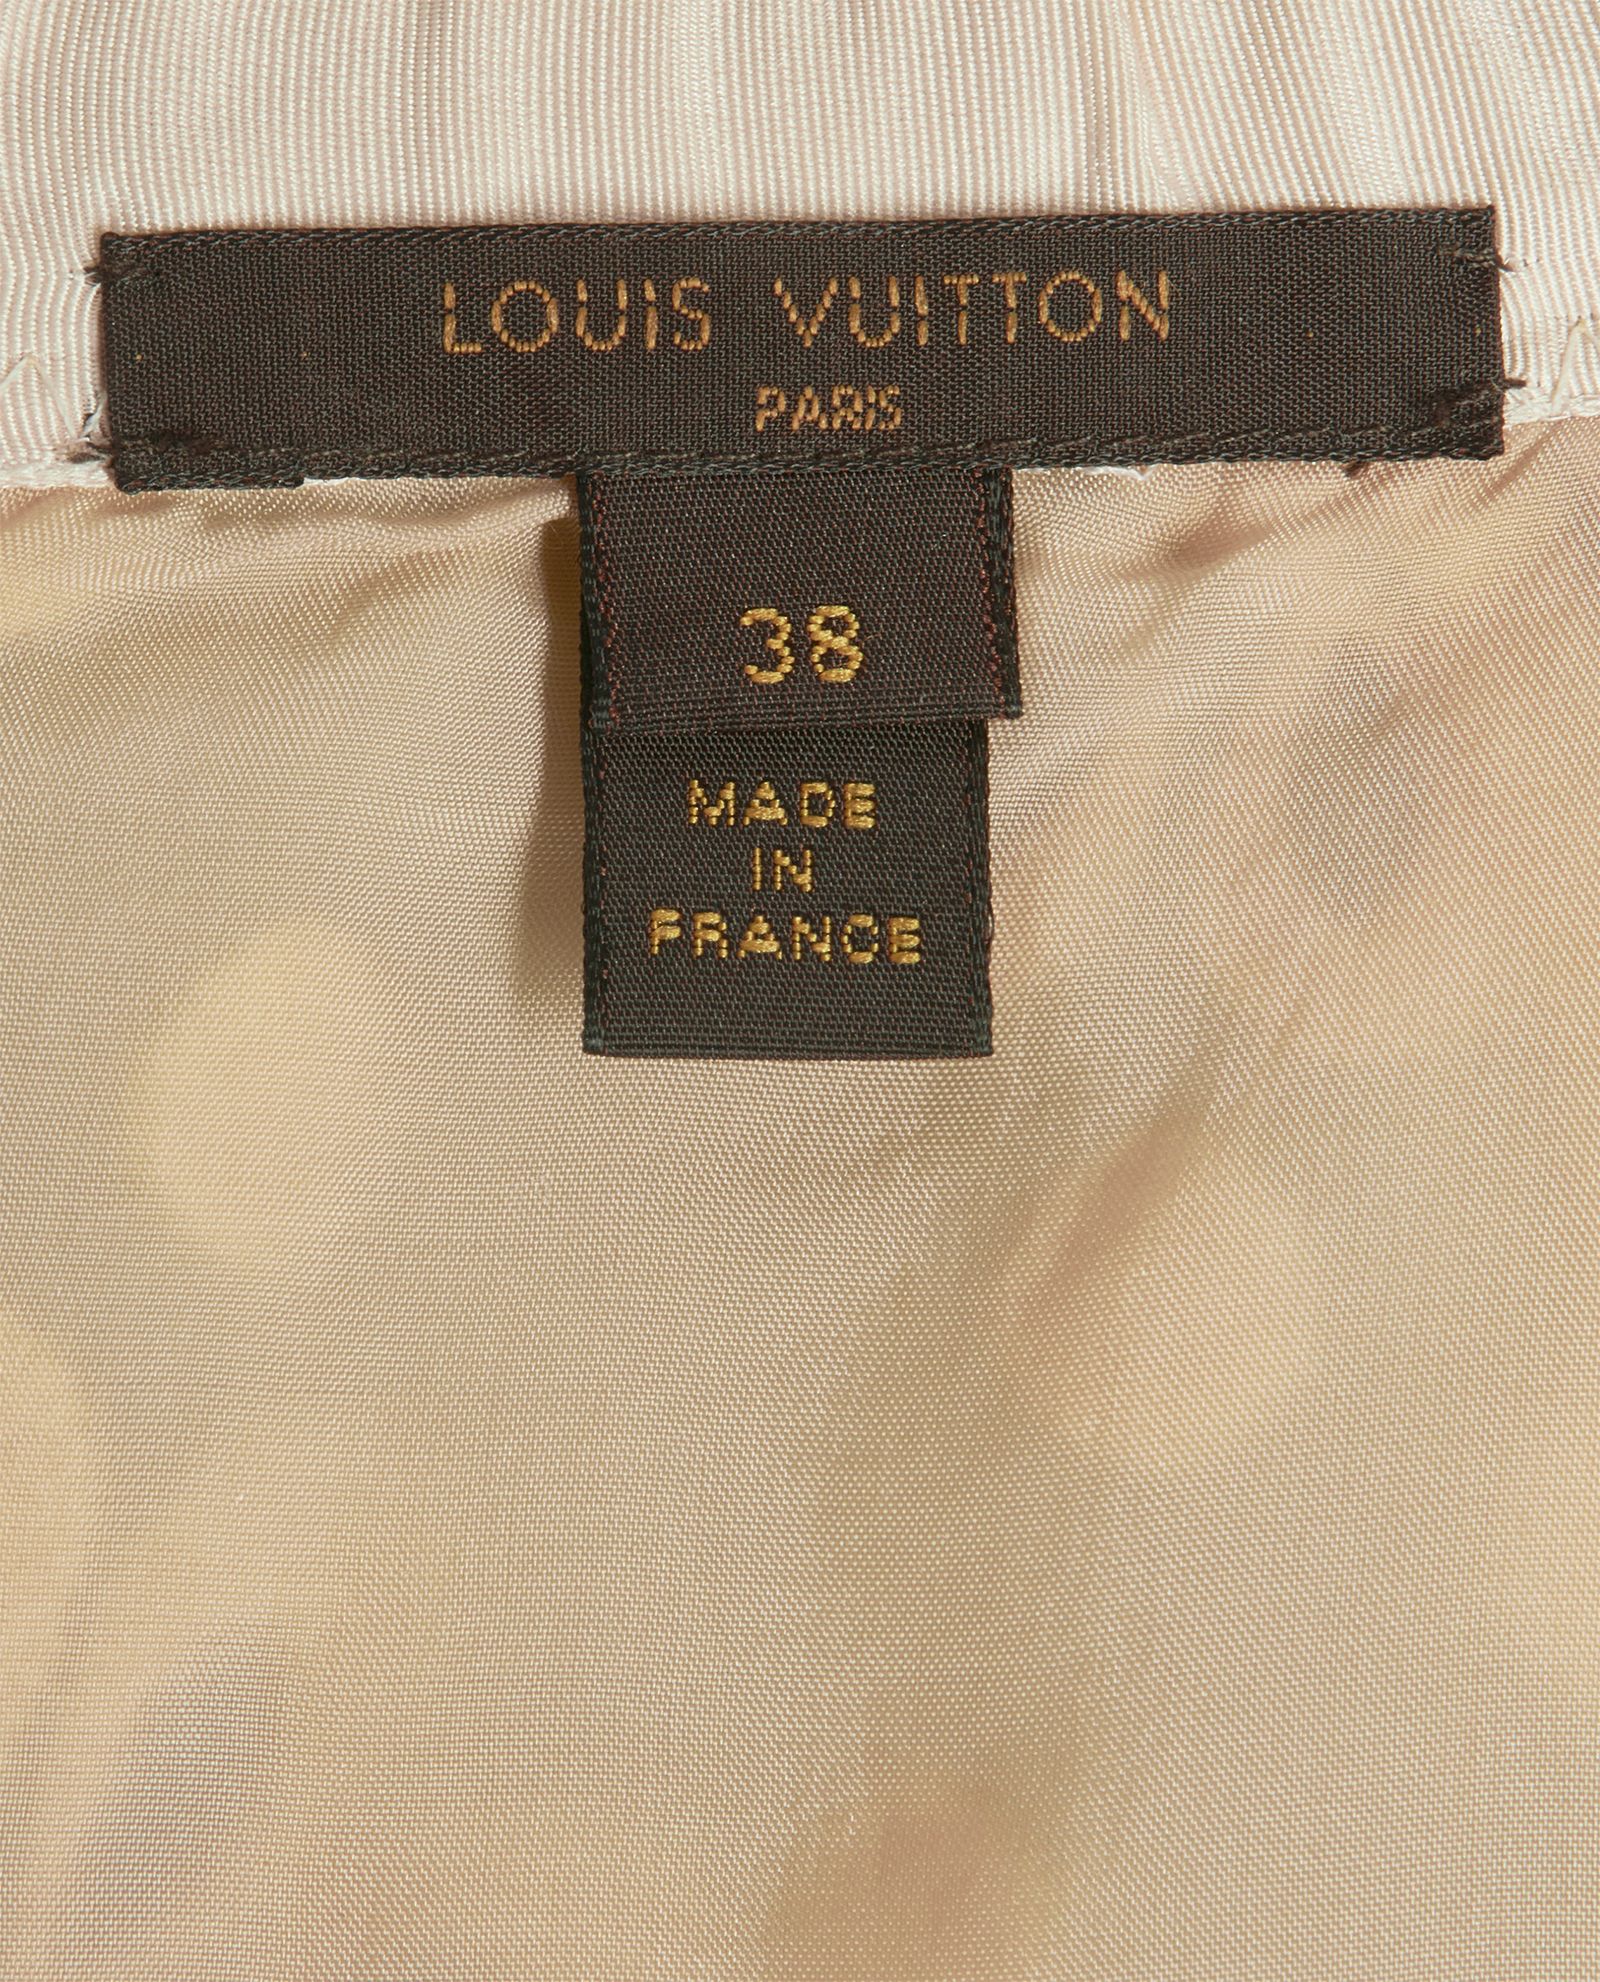 LOUIS VUITTON
PARIS
38
MADE
IN
FRANCE